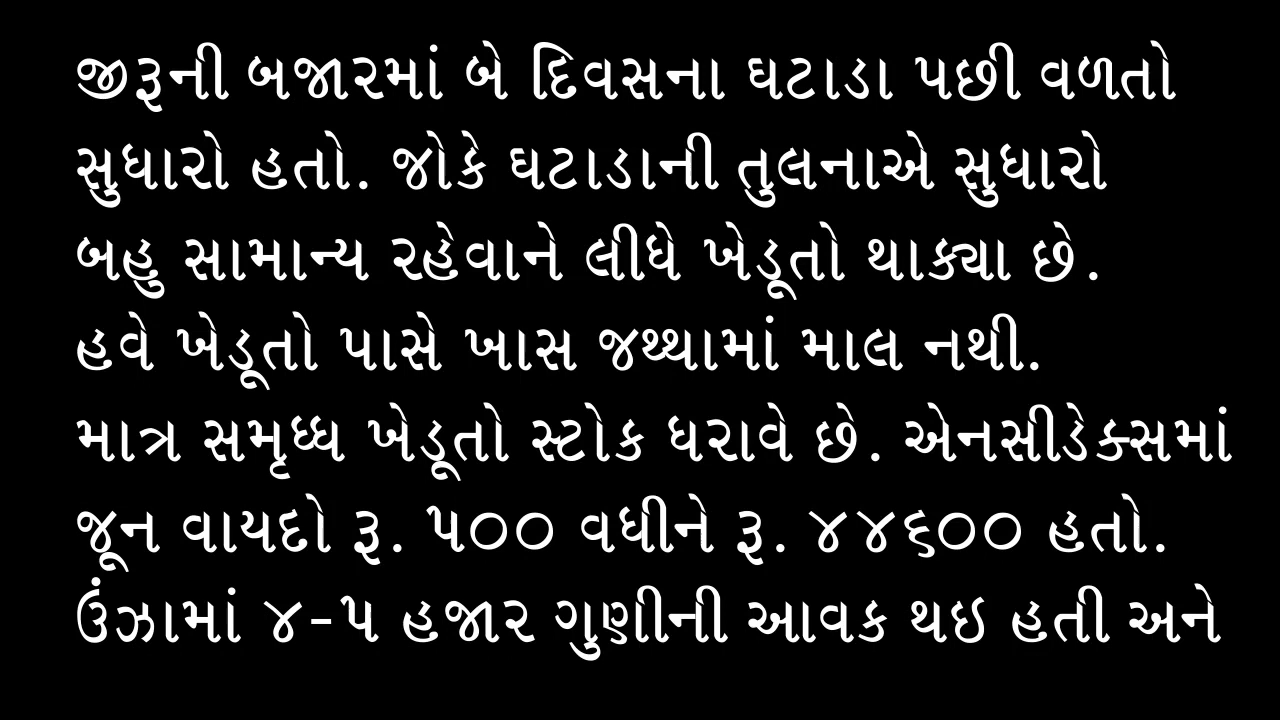 જીરૂની બજારમાં બે દિવસના ઘટાડા પછી વળતો
સુધારો હતો. જોકે ઘટાડાની તુલનાએ સુધારો
બહુ સામાન્ય રહેવાને લીધે ખેડૂતો થાક્યા છે.
હવે ખેડૂતો પાસે ખાસ જથ્થામાં માલ નથી.
માત્ર સમૃધ્ધ ખેડૂતો સ્ટોક ધરાવે છે. એનસીડેક્સમાં
જૂન વાયદો રૂ. ૫૦૦ વધીને રૂ. ૪૪૬૦૦ હતો.
ઉંઝામાં ૪-૫ હજાર ગુણીની આવક થઇ હતી અને